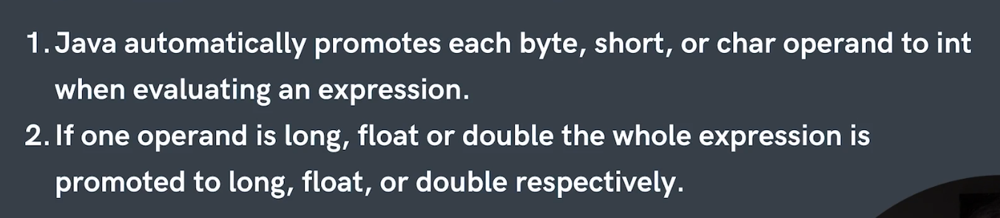 1. Java automatically promotes each byte, short, or char operand to int
when evaluating an expression.
2. If one operand is long, float or double the whole expression is
promoted to long, float, or double respectively.